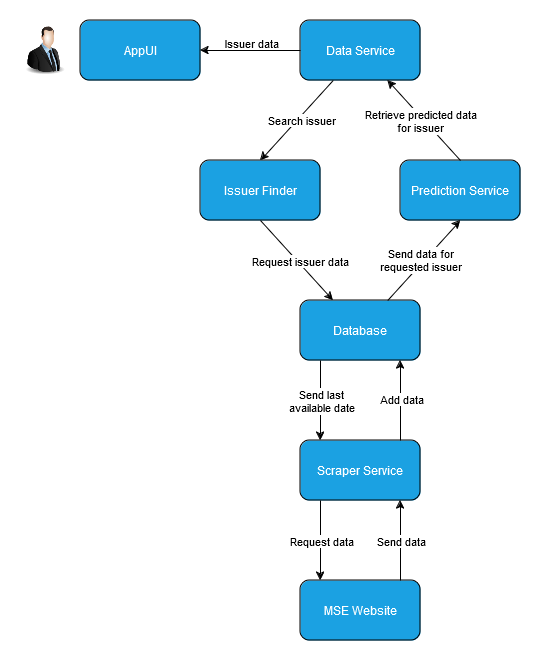 AppUI
Issuer data
Data Service
Search issuer
Retrieve predicted data
for issuer
Issuer Finder
Prediction Service
Request issuer data
Send data for
requested issuer
Database
Send last
available date
Add data
Scraper Service
Request data
Send data
MSE Website